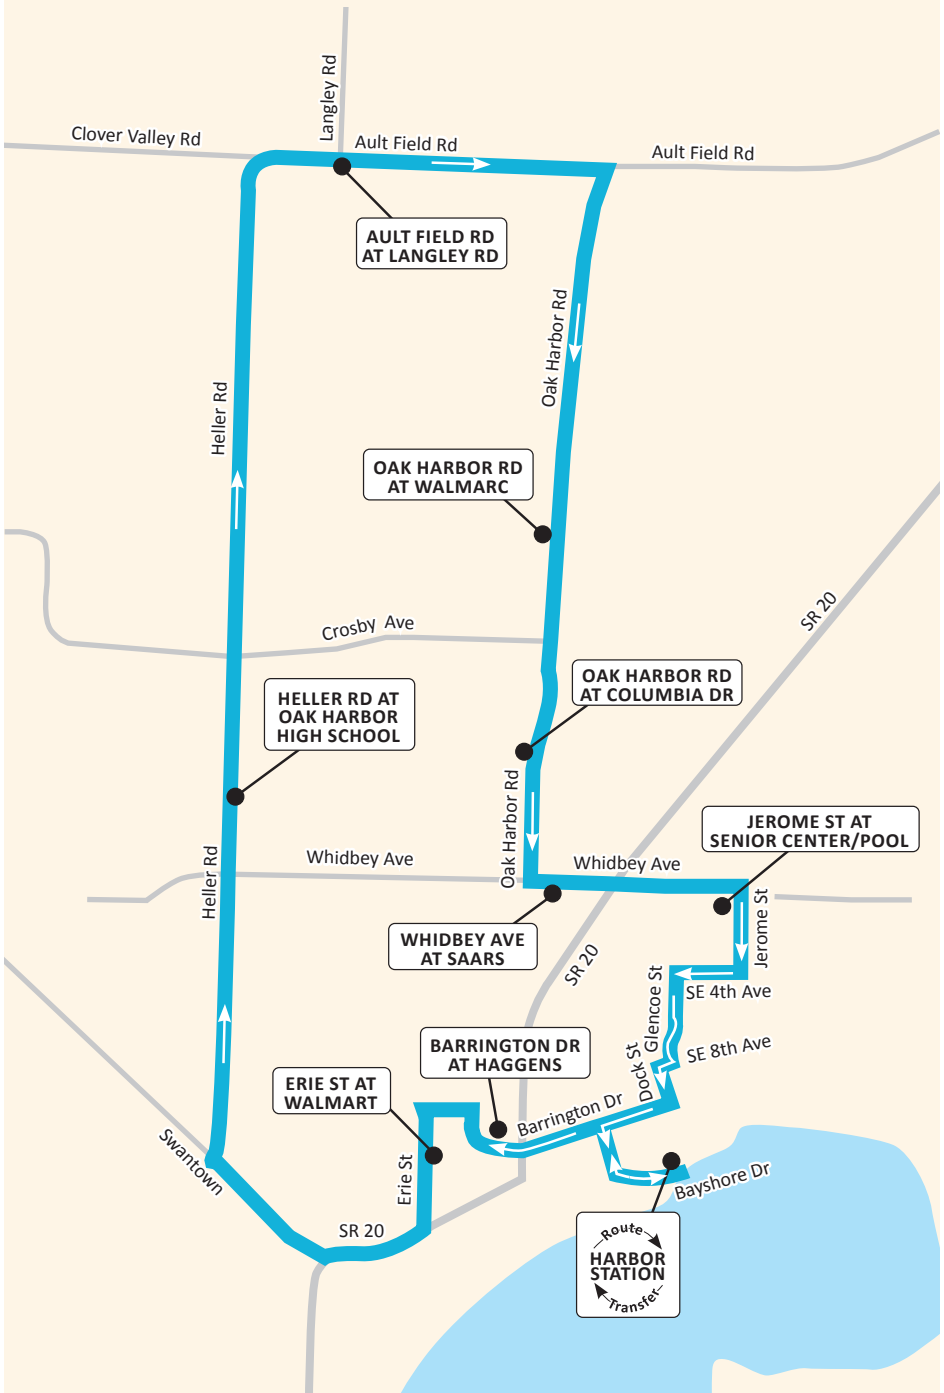 Langley Rd
Clover Valley Rd
Ault Field Rd
Ault Field Rd
AULT FIELD RD
AT LANGLEY RD
Oak Harbor Rd
Heller Rd
OAK HARBOR RD
AT WALMARC
SR 20
Crosby Ave
OAK HARBOR RD
AT COLUMBIA DR
HELLER RD AT
OAK HARBOR
HIGH SCHOOL
Oak Harbor Rd
JEROME ST AT
SENIOR CENTER/POOL
Whidbey Ave
Whidbey Ave
Heller Rd
Jerome St
WHIDBEY AVE
AT SAARS
SR 20
SE 4th Ave
Glencoe St
BARRINGTON DR
AT HAGGENS
SE 8th Ave
Dock St
ERIE ST AT
WALMART
Barrington Dr
Swantown
Erie St
Bayshore Dr
SR 20
Route
HARBOR
STATION
Transfer